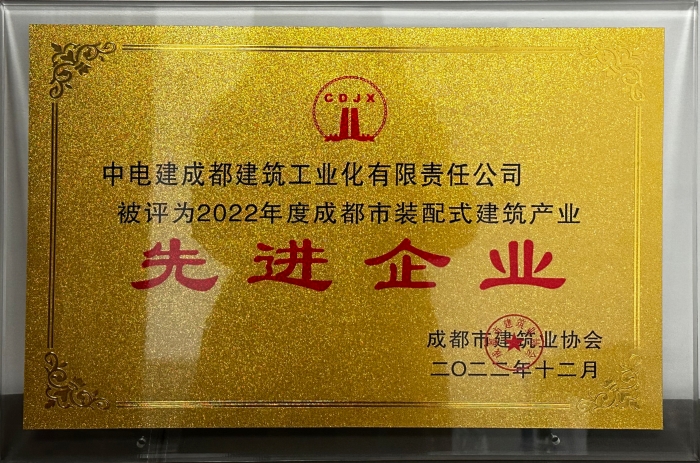 CDJX
中电建成都建筑工业化有限责任公司
被评为2022年度成都市装配式建筑产业
先进企业
成都市建筑业协会
二〇二二年十二月